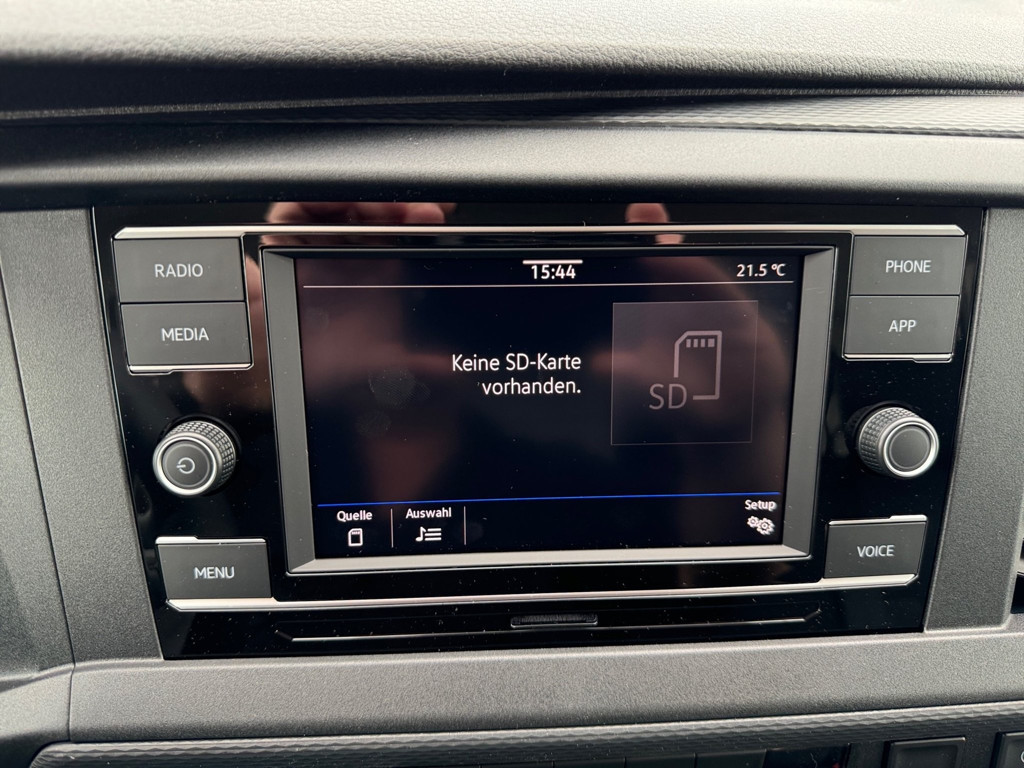 RADIO
MEDIA
MENU
15:44
21.5 °C
Keine SD-Karte
vorhanden.
SD
Quelle
Auswahl
Setup
PHONE
APP
VOICE